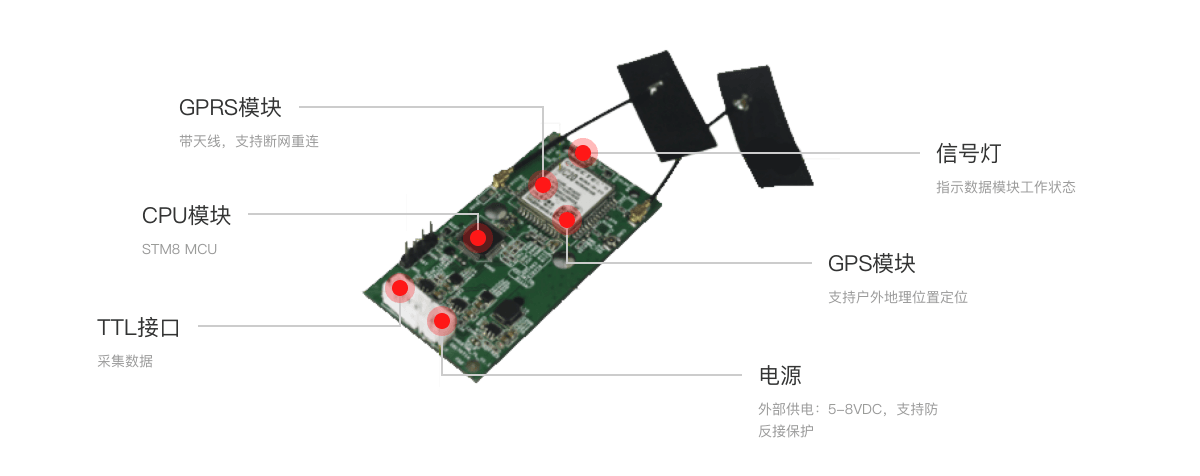 GPRS模块
带天线，支持断网重连
信号灯
指示数据模块工作状态
CPU模块
STM8 MCU
GPS模块
支持户外地理位置定位
TTL接口
采集数据
电源
外部供电：5-8VDC，支持防
反接保护